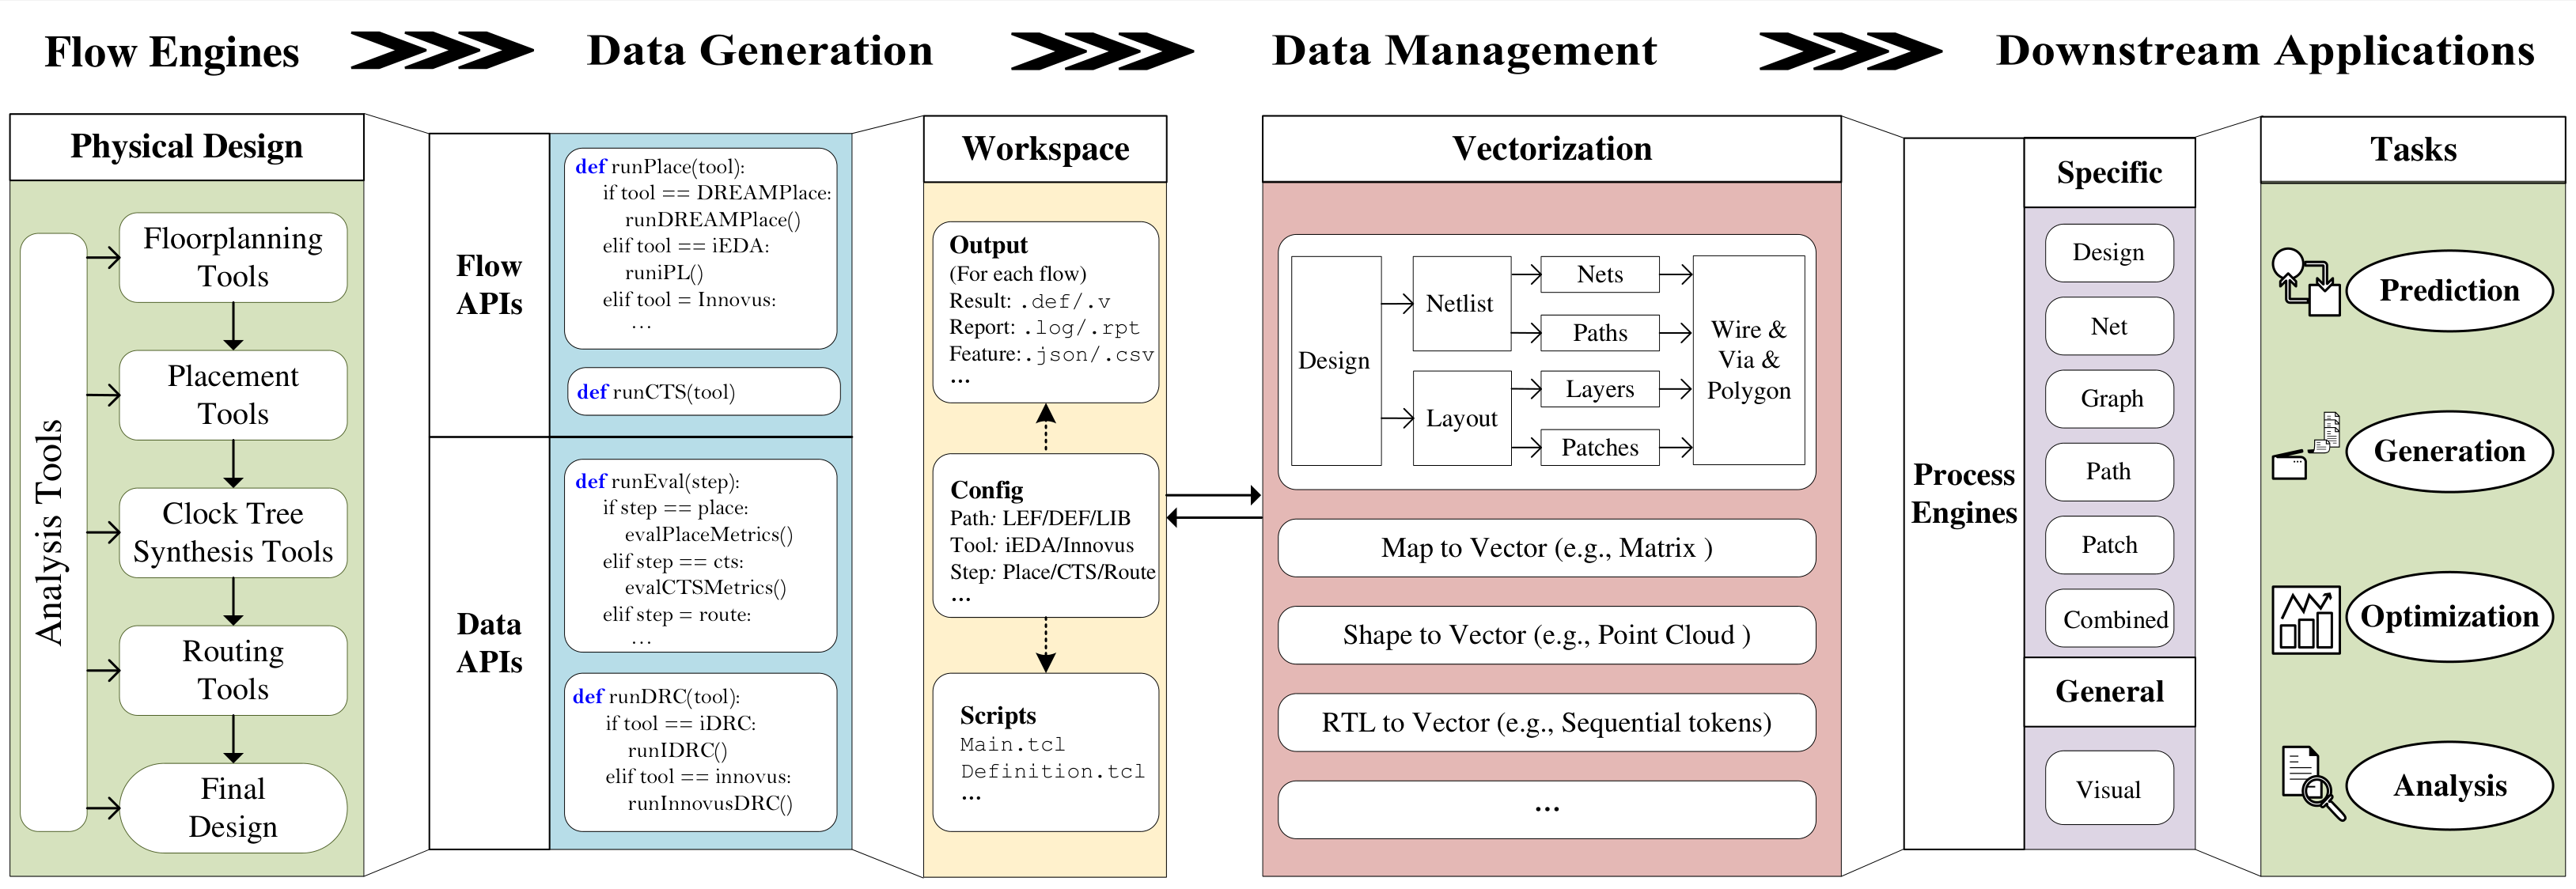 Flow Engines
Data Generation
Data Management
Downstream Applications
Physical Design
Analysis Tools
Floorplanning
Tools
Placement
Tools
Clock Tree
Synthesis Tools
Routing
Tools
Final
Design
Flow
APIs
def runPlace(tool):
if tool == DREAMPlace:
runDREAMPlace()
elif tool == iEDA:
runiPL()
elif tool = Innovus:
...
def runCTS(tool)
Data
APIs
def runEval(step):
if step == place:
evalPlaceMetrics()
elif step == cts:
evalCTSMetrics()
elif step = route:
...
def runDRC(tool):
if tool == iDRC:
runIDRC()
elif tool == innovus:
runInnovusDRC()
Workspace
Output
(For each flow)
Result: .def/.v
Report: .log/.rpt
Feature:.json/.csv
...
Config
Path: LEF/DEF/LIB
Tool: iEDA/Innovus
Step: Place/CTS/Route
...
Scripts
Main.tcl
Definition.tcl
...
Vectorization
Design
Netlist
Layout
Nets
Paths
Layers
Patches
Wire &
Via &
Polygon
Map to Vector (e.g., Matrix )
Shape to Vector (e.g., Point Cloud )
RTL to Vector (e.g., Sequential tokens)
...
Process
Engines
Specific
Design
Net
Graph
Path
Patch
Combined
General
Visual
Tasks
Prediction
Generation
Optimization
Analysis